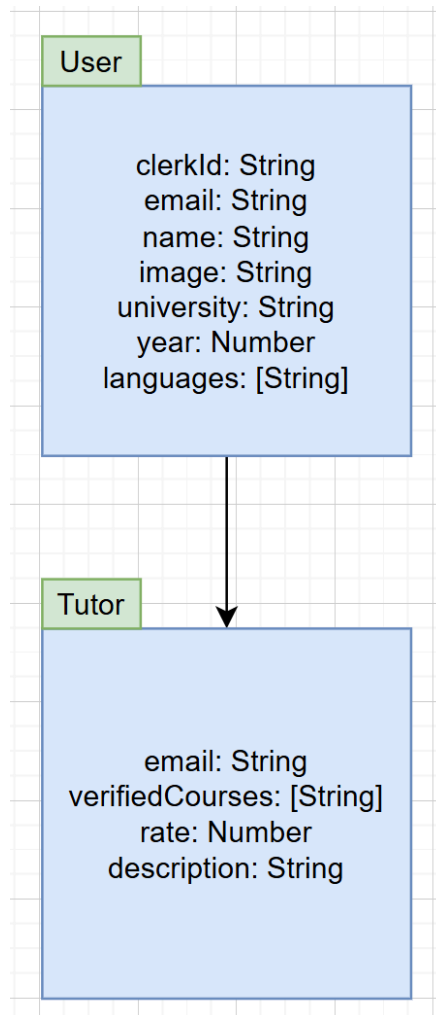 User
clerkId: String
email: String
name: String
image: String
university: String
year: Number
languages: [String]
Tutor
email: String
verifiedCourses: [String]
rate: Number
description: String